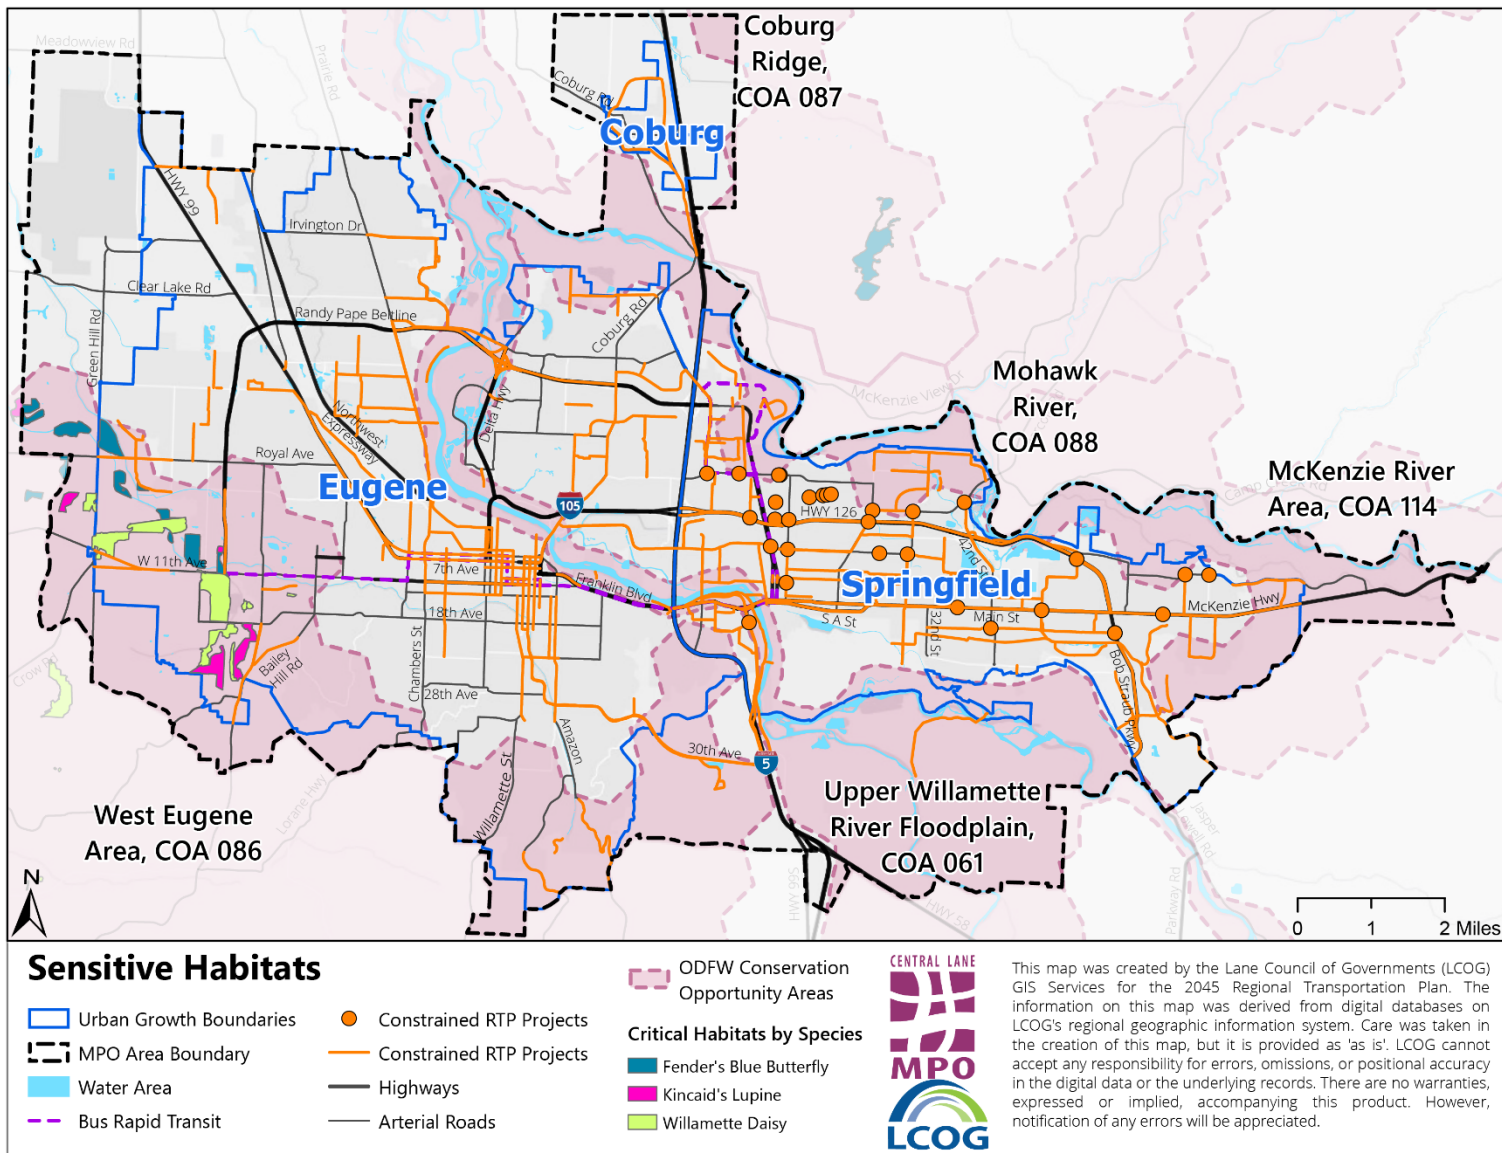 Coburg
Ridge,
COA 087
Meadowview Rd
Prairie Rd
Coburg Rd
Coburg
HWY 99
Irvington Dr
Clear Lake Rd
Green Hill Rd
Randy Pape Beltline
Coburg Rd
McKenzie View Dr
Mohawk
River,
COA 088
Delta Hwy
Northwest
Expressway
Royal Ave
Eugene
105
HWY 126
McKenzie River
Area, COA 114
W 11th Ave
7th Ave
Franklin Blvd
42nd St
Springfield
McKenzie Hwy
18th Ave
S A St
32nd St
Main St
Chambers St
Bailey
Hill Rd
28th Ave
Crow
Bob Straub Pkwy
Amazon
Willamette St
30th Ave
5
Lorane Hwy
West Eugene
Area, COA 086
Upper Willamette
River Floodplain,
COA 061
Jasper
Lowell Rd
Parkway Rd
HWY 99S
HWY 58
N
0 1 2 Miles
Sensitive Habitats
Urban Growth Boundaries
MPO Area Boundary
Water Area
Bus Rapid Transit
Constrained RTP Projects
Constrained RTP Projects
Highways
Arterial Roads
ODFW Conservation
Opportunity Areas
Critical Habitats by Species
Fender's Blue Butterfly
Kincaid's Lupine
Willamette Daisy
CENTRAL LANE
MPO
LCOG
This map was created by the Lane Council of Governments (LCOG)
GIS Services for the 2045 Regional Transportation Plan. The
information on this map was derived from digital databases on
LCOG's regional geographic information system. Care was taken in
the creation of this map, but it is provided as 'as is'. LCOG cannot
accept any responsibility for errors, omissions, or positional accuracy
in the digital data or the underlying records. There are no warranties,
expressed or implied, accompanying this product. However,
notification of any errors will be appreciated.